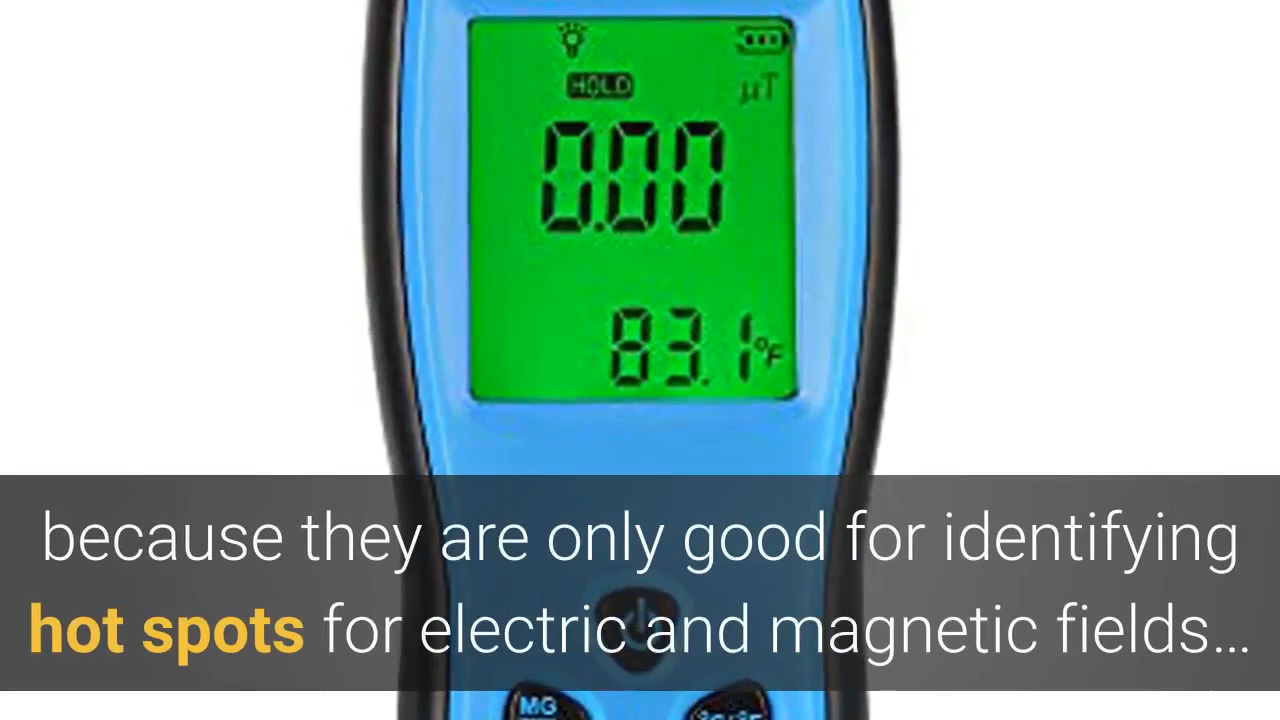 HOLD
µT
0.00
83.1°F
because they are only good for identifying
hot spots for electric and magnetic fields...
MG